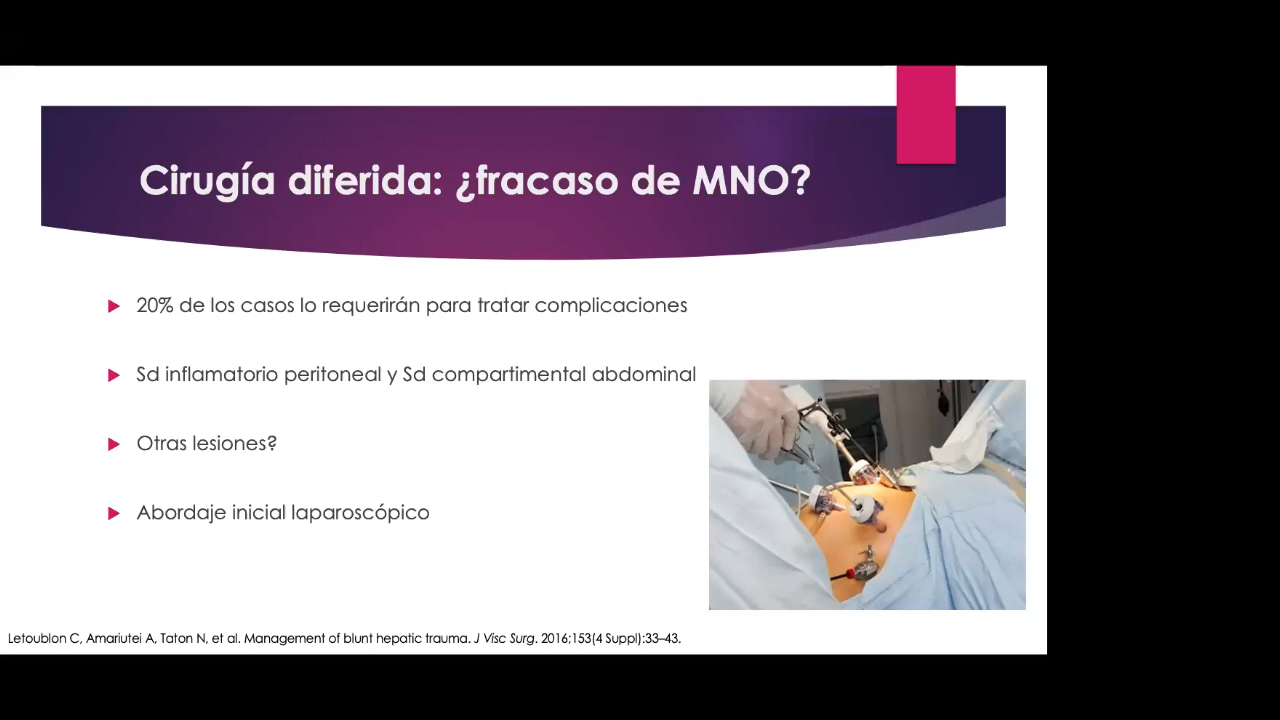 Cirugía diferida: ¿fracaso de MNO?
20% de los casos lo requerirán para tratar complicaciones
Sd inflamatorio peritoneal y Sd compartimental abdominal
Otras lesiones?
Abordaje inicial laparoscópico
Letoublon C, Amariutei A, Taton N, et al. Management of blunt hepatic trauma. J Visc Surg. 2016;153(4 Suppl):33–43.